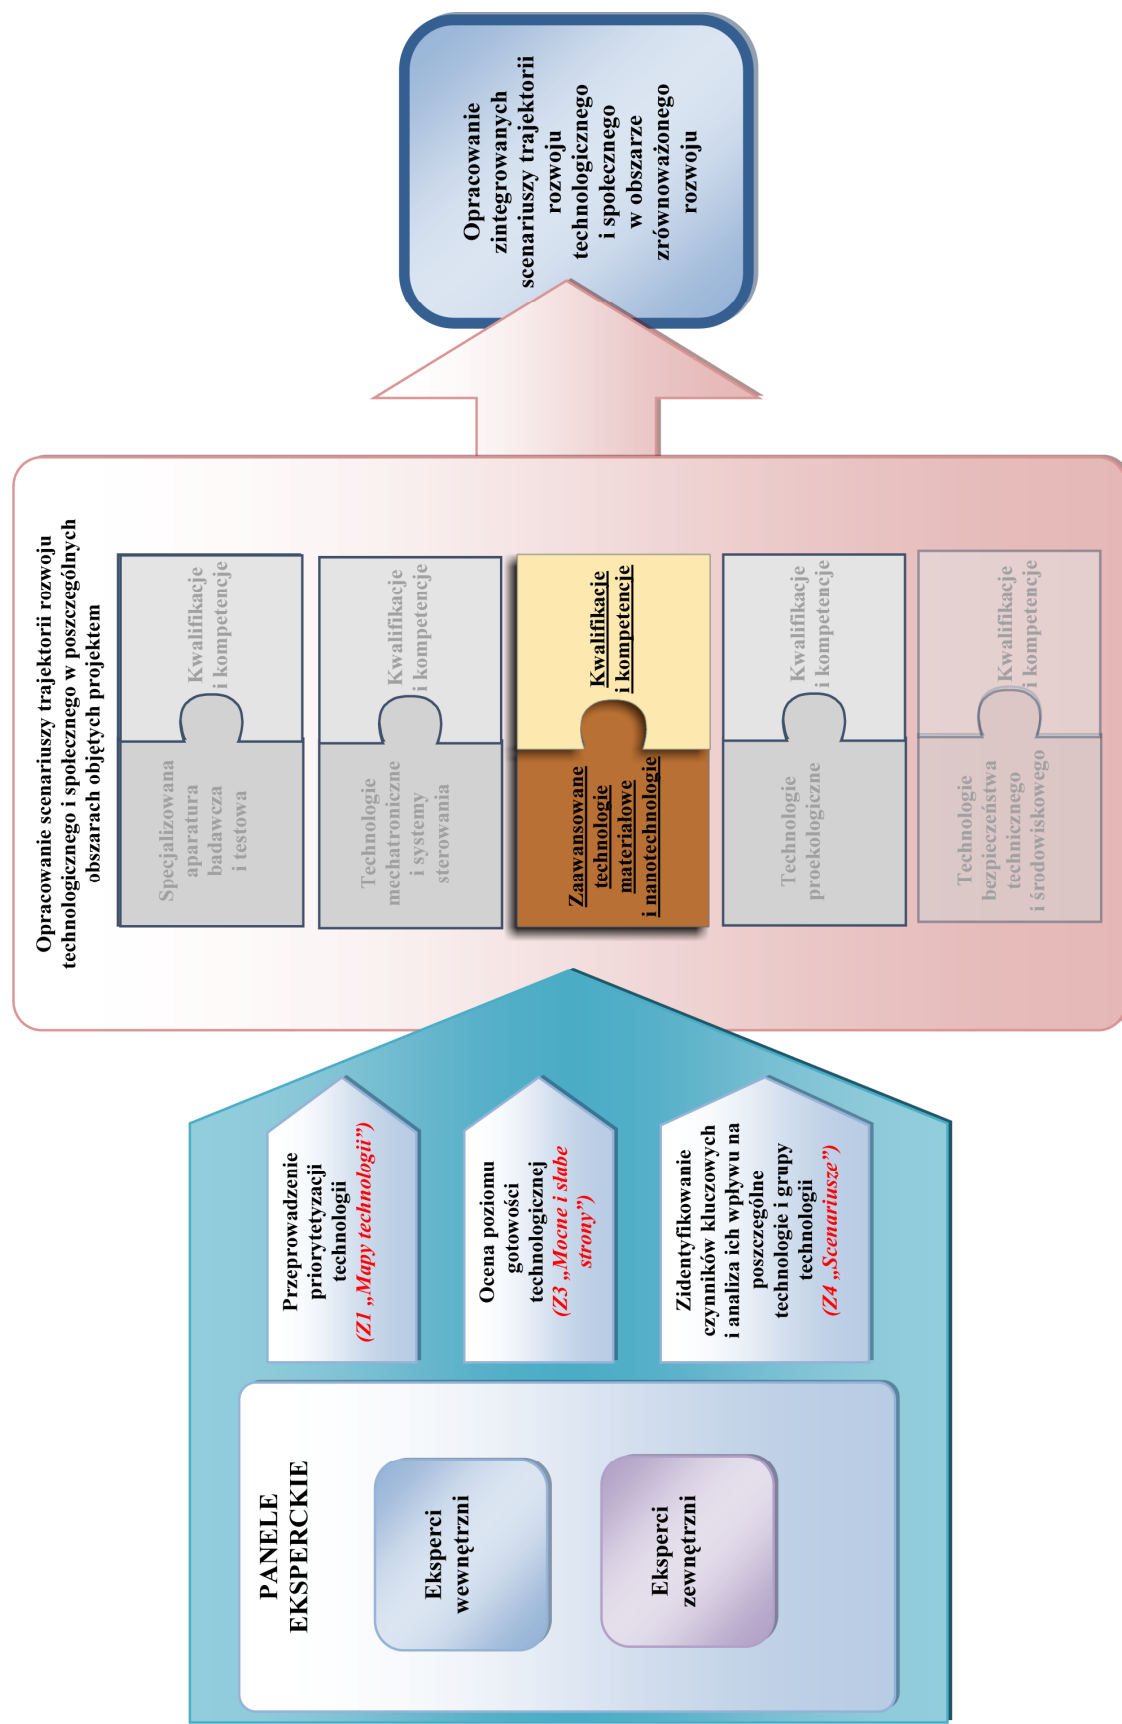 PANELE
EKSPERCKIE
Eksperci
wewnętrzni
Eksperci
zewnętrzni
Przeprowadzenie
priorytetyzacji
technologii
(Z1 „Mapy technologii”)
Ocena poziomu
gotowości
technologicznej
(Z3 „Mocne i słabe
strony”)
Zidentyfikowanie
czynników kluczowych
i analiza ich wpływu na
poszczególne
technologie i grupy
technologii
(Z4 „Scenariusze”)
Opracowanie scenariuszy trajektorii rozwoju
technologicznego i społecznego w poszczególnych
obszarach objętych projektem
Specjalizowana
aparatura
badawcza
i testowa
Kwalifikacje
i kompetencje
Technologie
mechatroniczne
i systemy
sterowania
Kwalifikacje
i kompetencje
Zaawansowane
technologie
materiałowe
i nanotechnologie
Kwalifikacje
i kompetencje
Technologie
proekologiczne
Kwalifikacje
i kompetencje
Technologie
bezpieczeństwa
technicznego
i środowiskowego
Kwalifikacje
i kompetencje
Opracowanie
zintegrowanych
scenariuszy trajektorii
rozwoju
technologicznego
i społecznego
w obszarze
zrównoważonego
rozwoju